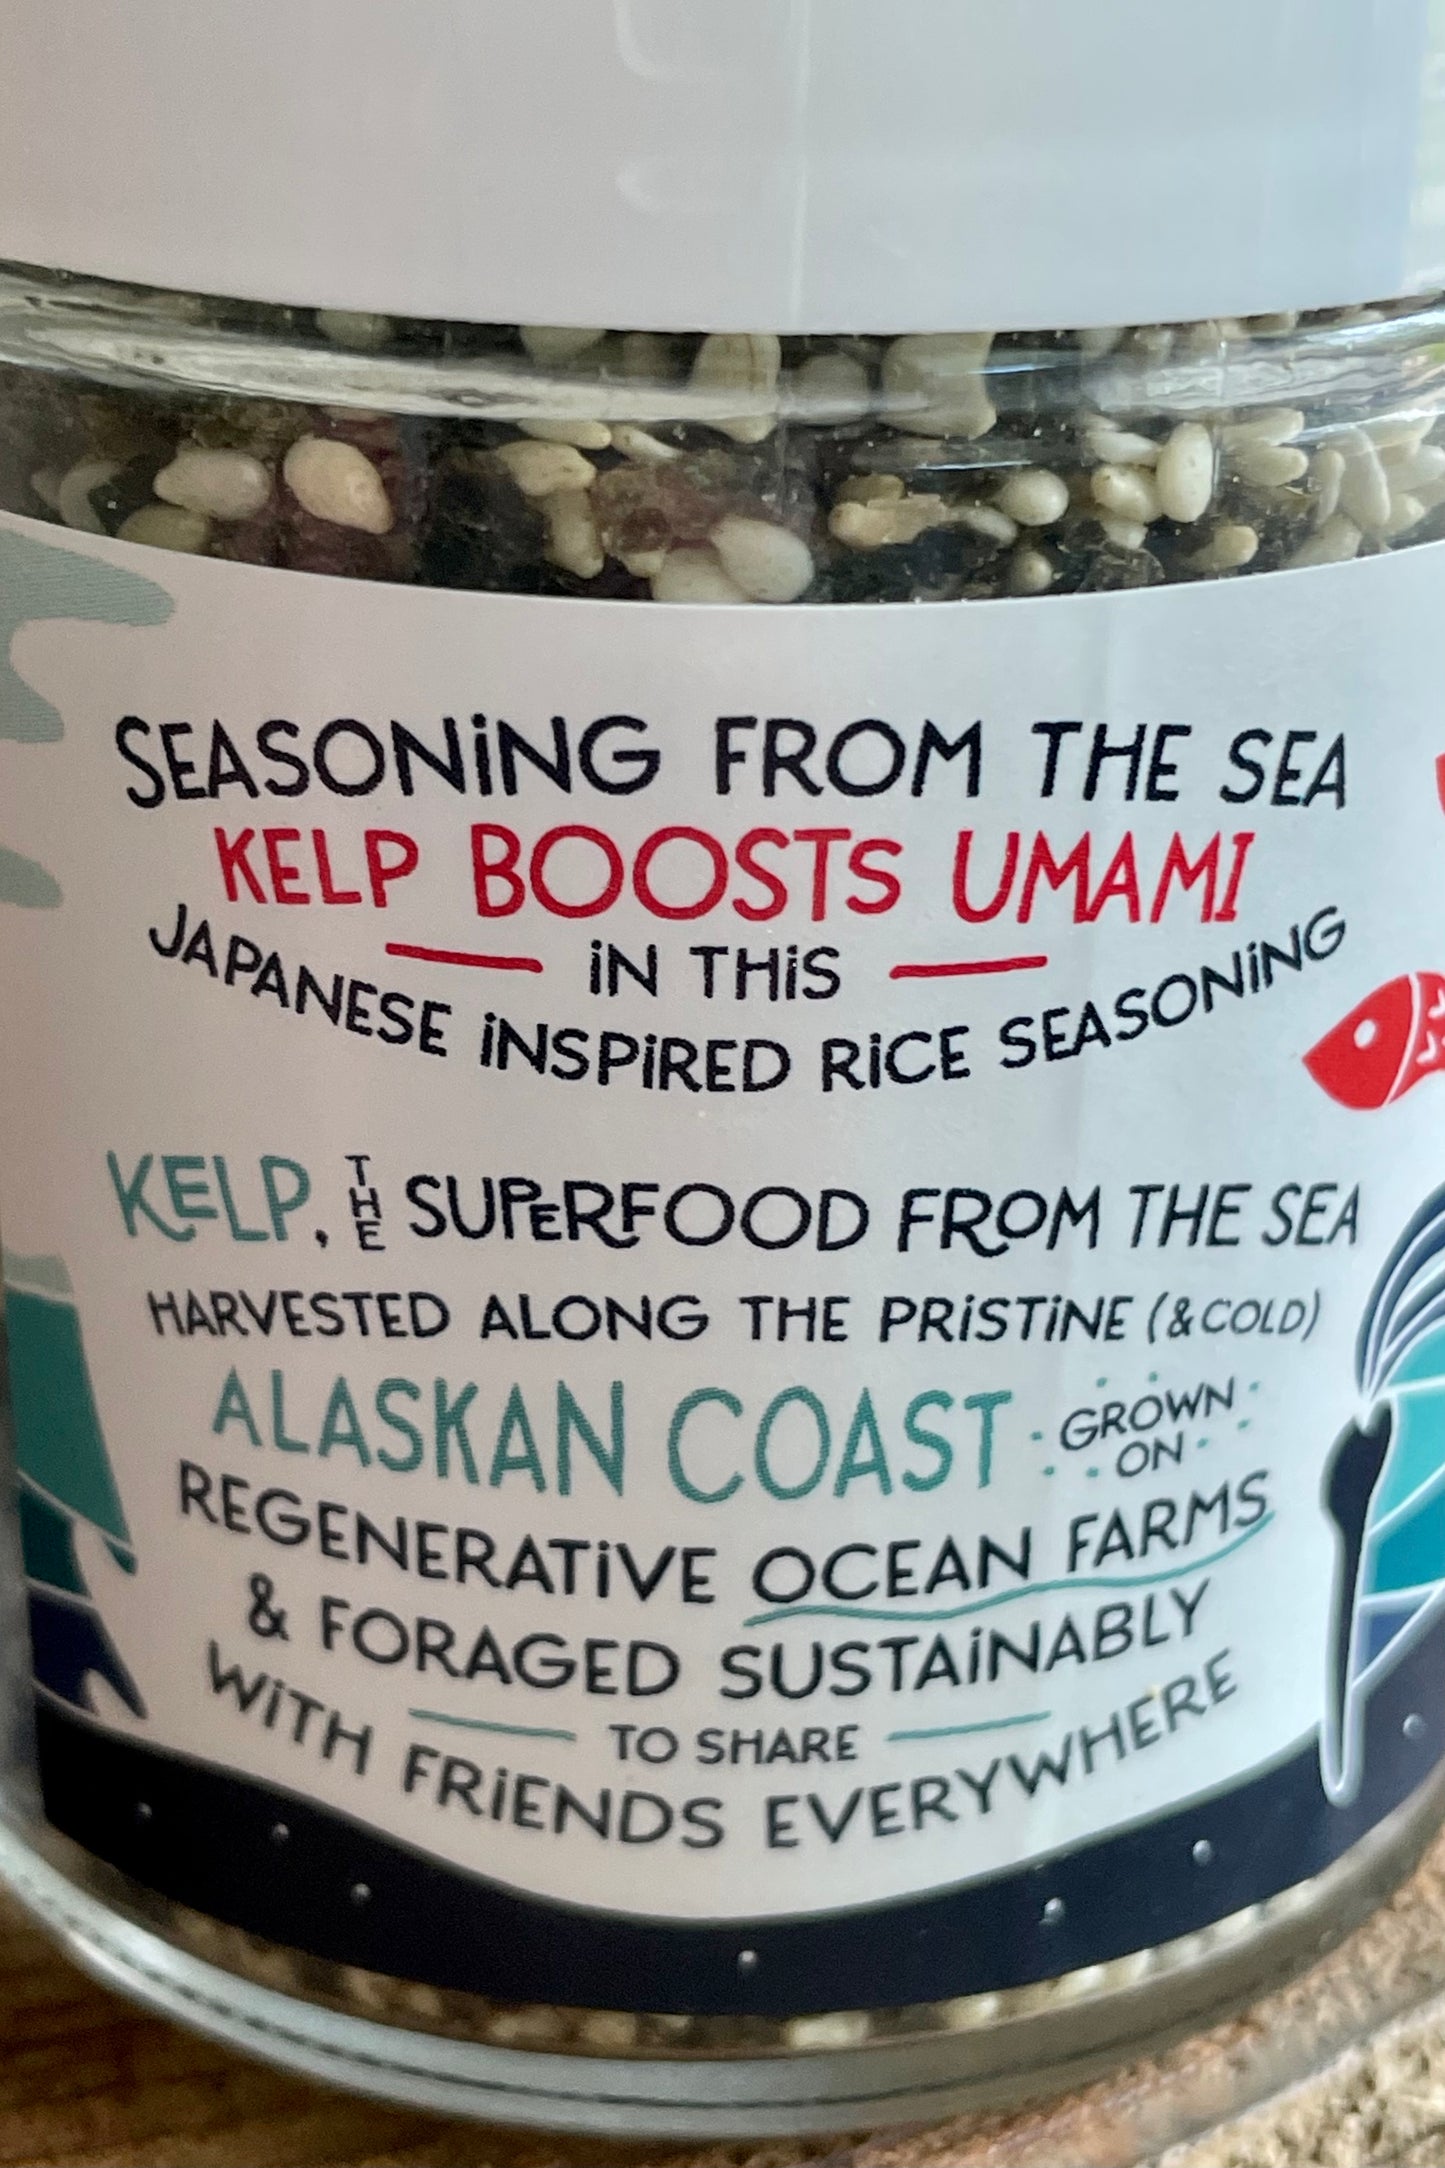 SEASONING FROM THE SEA
KELP BOOSTS UMAMI
IN THIS
JAPANESE INSPIRED RICE SEASONING
KELP, THE SUPERFOOD FROM THE SEA
HARVESTED ALONG THE PRISTINE (& COLD)
ALASKAN COAST GROWN ON
REGENERATIVE OCEAN FARMS
& FORAGED SUSTAINABLY
TO SHARE
WITH FRIENDS EVERYWHERE